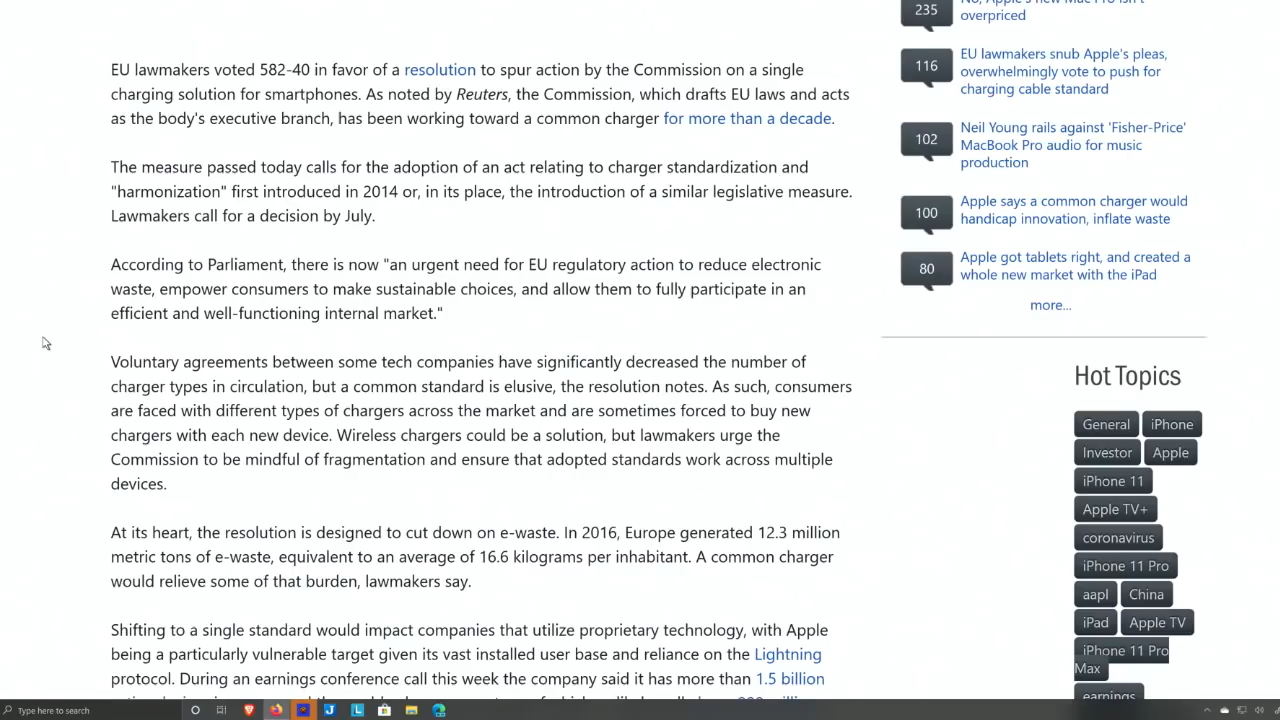 EU lawmakers voted 582-40 in favor of a resolution to spur action by the Commission on a single
charging solution for smartphones. As noted by Reuters, the Commission, which drafts EU laws and acts
as the body's executive branch, has been working toward a common charger for more than a decade.
The measure passed today calls for the adoption of an act relating to charger standardization and
"harmonization" first introduced in 2014 or, in its place, the introduction of a similar legislative measure.
Lawmakers call for a decision by July.
According to Parliament, there is now "an urgent need for EU regulatory action to reduce electronic
waste, empower consumers to make sustainable choices, and allow them to fully participate in an
efficient and well-functioning internal market."
Voluntary agreements between some tech companies have significantly decreased the number of
charger types in circulation, but a common standard is elusive, the resolution notes. As such, consumers
are faced with different types of chargers across the market and are sometimes forced to buy new
chargers with each new device. Wireless chargers could be a solution, but lawmakers urge the
Commission to be mindful of fragmentation and ensure that adopted standards work across multiple
devices.
At its heart, the resolution is designed to cut down on e-waste. In 2016, Europe generated 12.3 million
metric tons of e-waste, equivalent to an average of 16.6 kilograms per inhabitant. A common charger
would relieve some of that burden, lawmakers say.
Shifting to a single standard would impact companies that utilize proprietary technology, with Apple
being a particularly vulnerable target given its vast installed user base and reliance on the Lightning
protocol. During an earnings conference call this week the company said it has more than 1.5 billion
235
No, Apple's new Mac Pro isn't
overpriced
116
EU lawmakers snub Apple's pleas,
overwhelmingly vote to push for
charging cable standard
102
Neil Young rails against 'Fisher-Price'
MacBook Pro audio for music
production
100
Apple says a common charger would
handicap innovation, inflate waste
80
Apple got tablets right, and created a
whole new market with the iPad
more...
Hot Topics
General iPhone
Investor Apple
iPhone 11
Apple TV+
coronavirus
iPhone 11 Pro
aapl China
iPad Apple TV
iPhone 11 Pro
Max
earnings
Type here to search